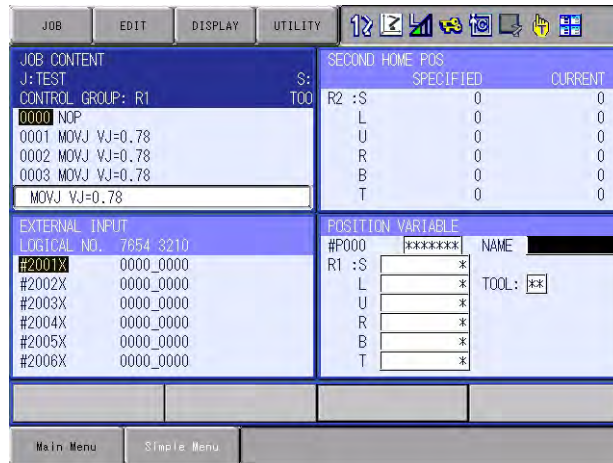 JOB EDIT DISPLAY UTILITY
JOB CONTENT
J:TEST S:
CONTROL GROUP: R1 TOO
0000 NOP
0001 MOVJ VJ=0.78
0002 MOVJ VJ=0.78
0003 MOVJ VJ=0.78
MOVJ VJ=0.78
SECOND HOME POS
SPECIFIED CURRENT
R2 :S 0 0
L 0 0
U 0 0
R 0 0
B 0 0
T 0 0
EXTERNAL INPUT
LOGICAL NO. 7654 3210
#2001X 0000_0000
#2002X 0000_0000
#2003X 0000_0000
#2004X 0000_0000
#2005X 0000_0000
#2006X 0000_0000
POSITION VARIABLE
#P000 ******* NAME
R1 :S *
L * TOOL: **
U *
R *
B *
T *
Main Menu Simple Menu